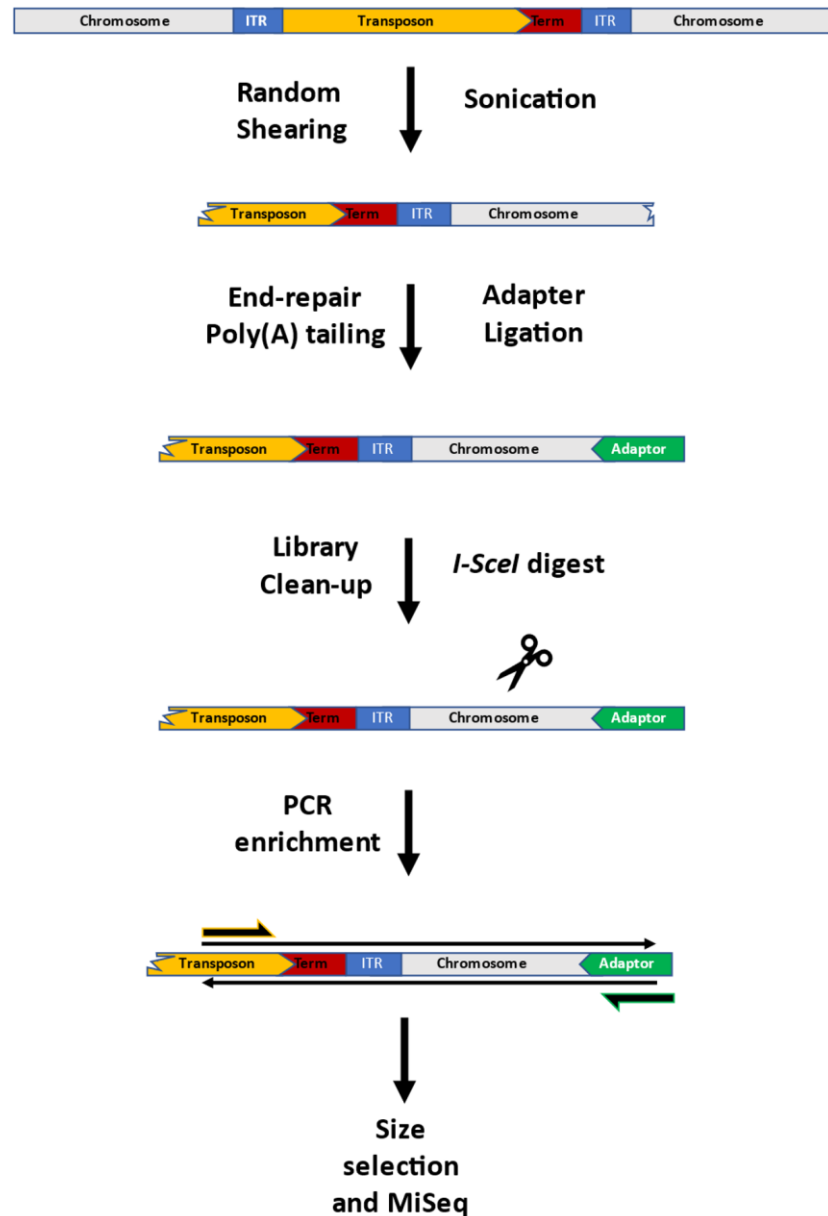 Chromosome ITR Transposon Term ITR Chromosome
Random
Shearing
Sonication
Transposon Term ITR Chromosome
End-repair
Poly(A) tailing
Adapter
Ligation
Transposon Term ITR Chromosome Adaptor
Library
Clean-up
I-SceI digest
Transposon Term ITR Chromosome Adaptor
PCR
enrichment
Transposon Term ITR Chromosome Adaptor
Size
selection
and MiSeq